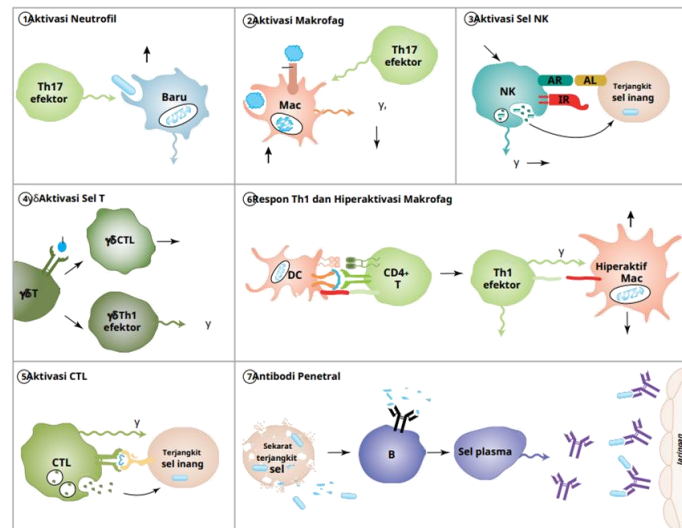 1Aktivasi Neutrofil
Th17
efektor
Baru
2Aktivasi Makrofag
Th17
efektor
Mac
γ,
3Aktivasi Sel NK
NK
AR
AL
IR
Terjangkit
sel inang
γ
4γδAktivasi Sel T
γδT
γδCTL
γδTh1
efektor
γ
6Respon Th1 dan Hiperaktivasi Makrofag
DC
CD4+
T
Th1
efektor
γ
Hiperaktif
Mac
5Aktivasi CTL
CTL
γ
Terjangkit
sel inang
7Antibodi Penetral
Sekarat
terjangkit
sel
B
Sel plasma
Jaringan